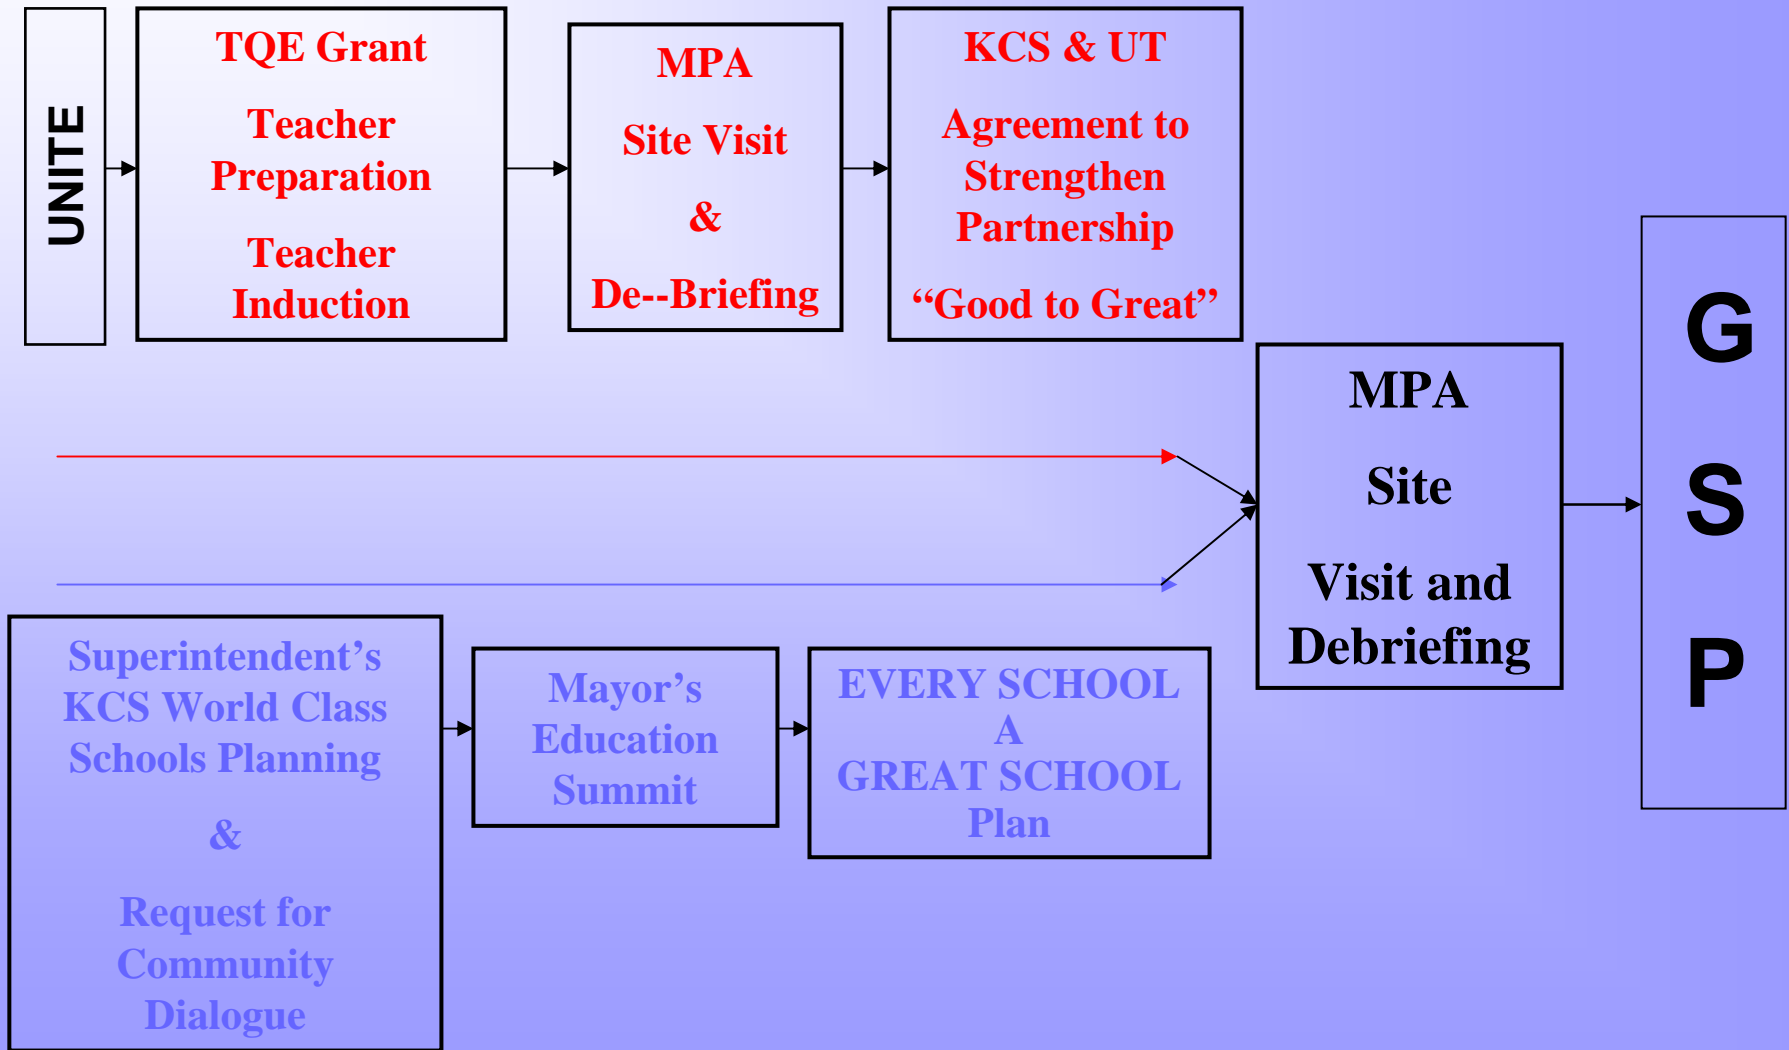 UNITE
TQE Grant
Teacher
Preparation
Teacher
Induction
MPA
Site Visit
&
De--Briefing
KCS & UT
Agreement to
Strengthen
Partnership
“Good to Great”
MPA
Site
Visit and
Debriefing
G
S
P
Superintendent’s
KCS World Class
Schools Planning
&
Request for
Community
Dialogue
Mayor’s
Education
Summit
EVERY SCHOOL
A
GREAT SCHOOL
Plan